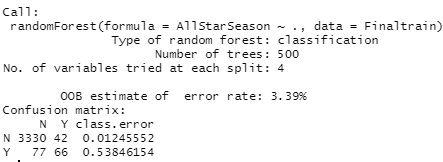 Call:
randomForest(formula = AllStarSeason ~ ., data = Finaltrain)
Type of random forest: classification
Number of trees: 500
No. of variables tried at each split: 4
OOB estimate of error rate: 3.39%
Confusion matrix:
N Y class.error
N 3330 42 0.01245552
Y 77 66 0.53846154